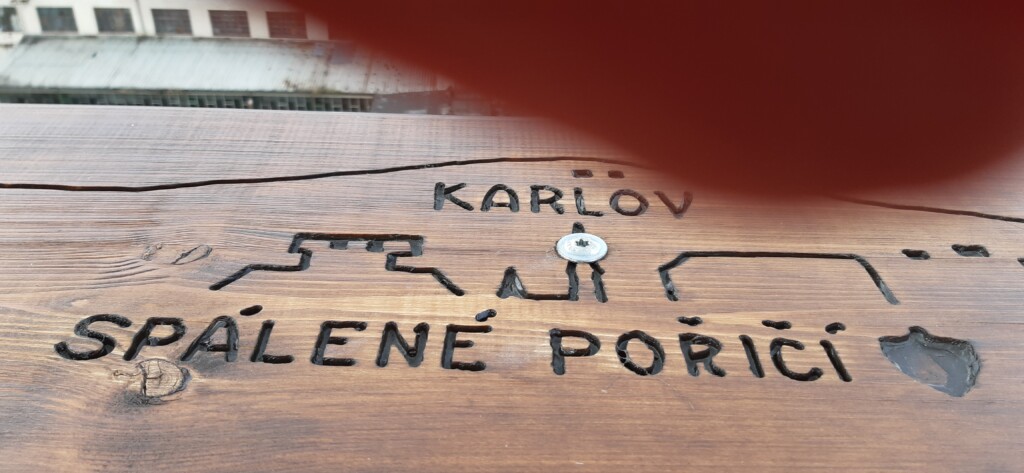 KARLOV
SPÁLENÉ POŘÍČÍ